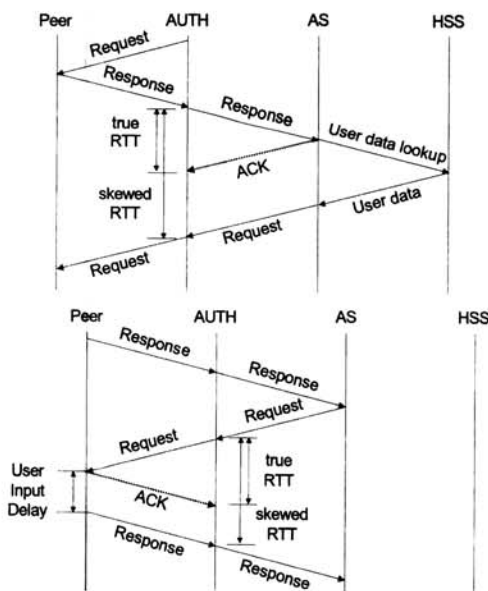 Peer AUTH AS HSS
Request
Response
Response
true
RTT
User data lookup
ACK
skewed
RTT
User data
Request
Request
Peer AUTH AS HSS
Response
Response
Request
Request
true
RTT
User
Input
Delay
ACK
skewed
RTT
Response
Response